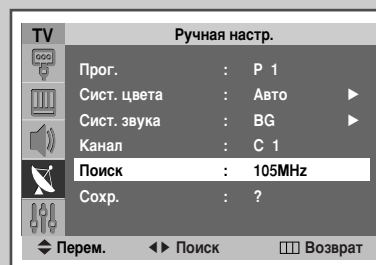 TV Ручная настр.
Прог. : P 1
Сист. цвета : Авто ▶
Сист. звука : BG ▶
Канал : C 1
Поиск : 105MHz
Сохр. : ?
Перем. Поиск Возврат